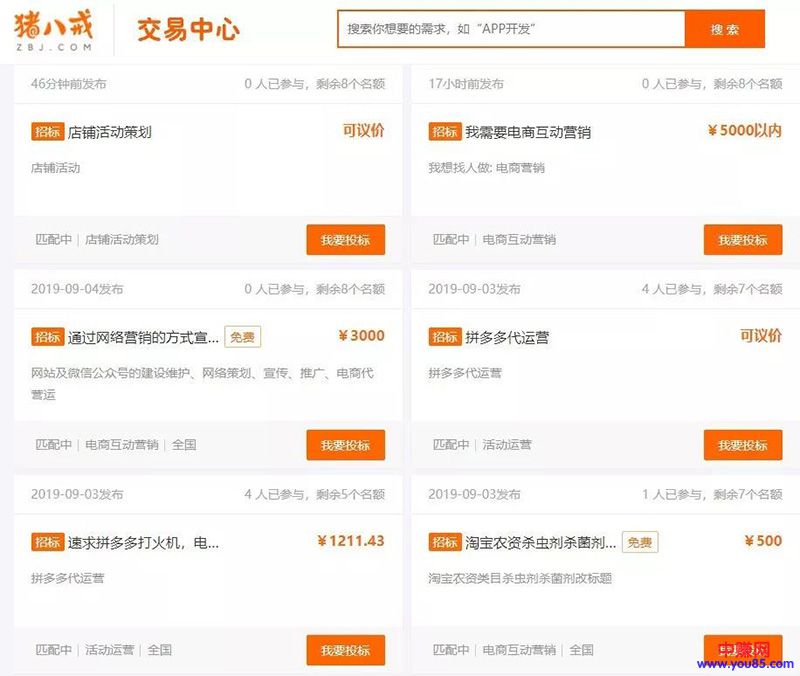 猪八戒
ZBJ.COM
交易中心
搜索你想要的需求，如“APP开发”
搜索
46分钟前发布
0 人已参与，剩余8个名额
招标 店铺活动策划
可议价
店铺活动
匹配中 | 店铺活动策划
我要投标
17小时前发布
0 人已参与，剩余8个名额
招标 我需要电商互动营销
￥5000以内
我想找人做: 电商营销
匹配中 | 电商互动营销
我要投标
2019-09-04发布
0 人已参与，剩余8个名额
招标 通过网络营销的方式宣... 免费
￥3000
网站及微信公众号的建设维护、网络策划、宣传、推广、电商代
营运
匹配中 | 电商互动营销 | 全国
我要投标
2019-09-03发布
4 人已参与，剩余7个名额
招标 拼多多代运营
可议价
拼多多代运营
匹配中 | 活动运营
我要投标
2019-09-03发布
4 人已参与，剩余5个名额
招标 速求拼多多打火机，电...
￥1211.43
拼多多代运营
匹配中 | 活动运营 | 全国
我要投标
2019-09-03发布
1 人已参与，剩余7个名额
招标 淘宝农资杀虫剂杀菌剂... 免费
￥500
淘宝农资类目杀虫剂杀菌剂改标题
匹配中 | 电商互动营销 | 全国
中赚网
www.you85.com